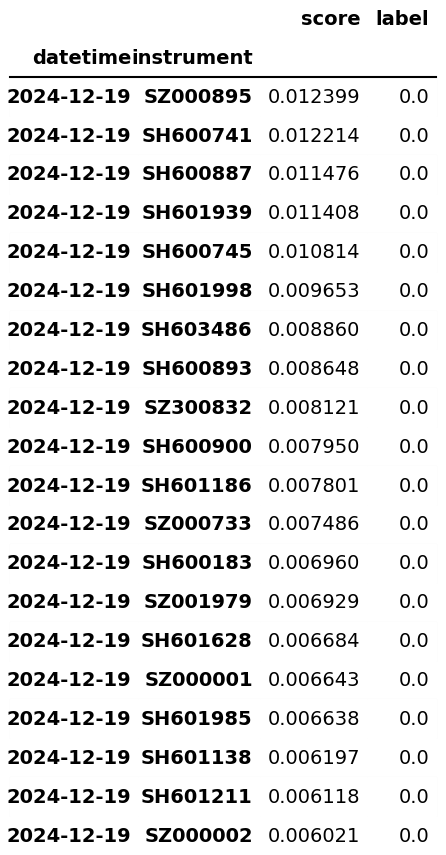 score label
datetime instrument
2024-12-19 SZ000895 0.012399 0.0
2024-12-19 SH600741 0.012214 0.0
2024-12-19 SH600887 0.011476 0.0
2024-12-19 SH601939 0.011408 0.0
2024-12-19 SH600745 0.010814 0.0
2024-12-19 SH601998 0.009653 0.0
2024-12-19 SH603486 0.008860 0.0
2024-12-19 SH600893 0.008648 0.0
2024-12-19 SZ300832 0.008121 0.0
2024-12-19 SH600900 0.007950 0.0
2024-12-19 SH601186 0.007801 0.0
2024-12-19 SZ000733 0.007486 0.0
2024-12-19 SH600183 0.006960 0.0
2024-12-19 SZ001979 0.006929 0.0
2024-12-19 SH601628 0.006684 0.0
2024-12-19 SZ000001 0.006643 0.0
2024-12-19 SH601985 0.006638 0.0
2024-12-19 SH601138 0.006197 0.0
2024-12-19 SH601211 0.006118 0.0
2024-12-19 SZ000002 0.006021 0.0